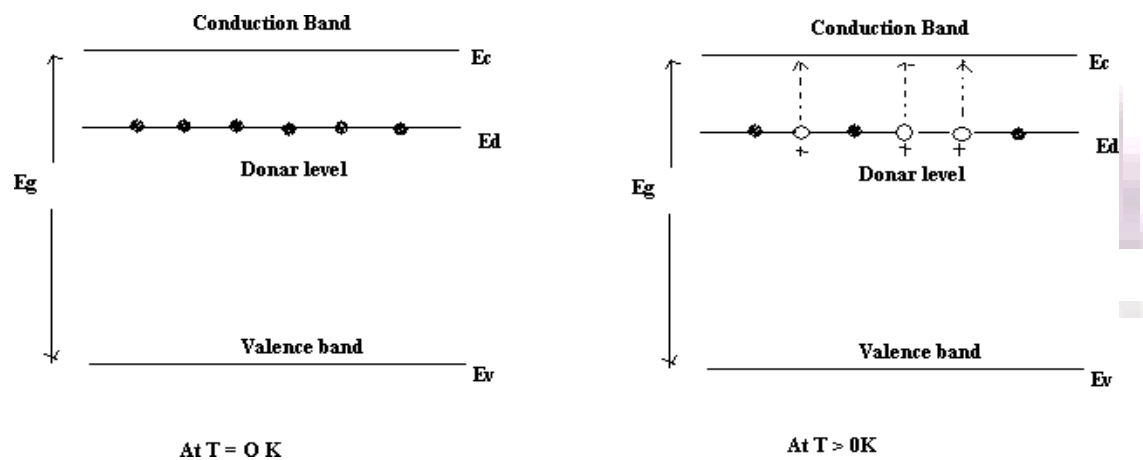 Conduction Band
Ec
Ed
Donar level
Eg
Valence band
Ev
At T = O K
Conduction Band
Ec
+ + +
Ed
Donar level
Eg
Valence band
Ev
At T > 0K